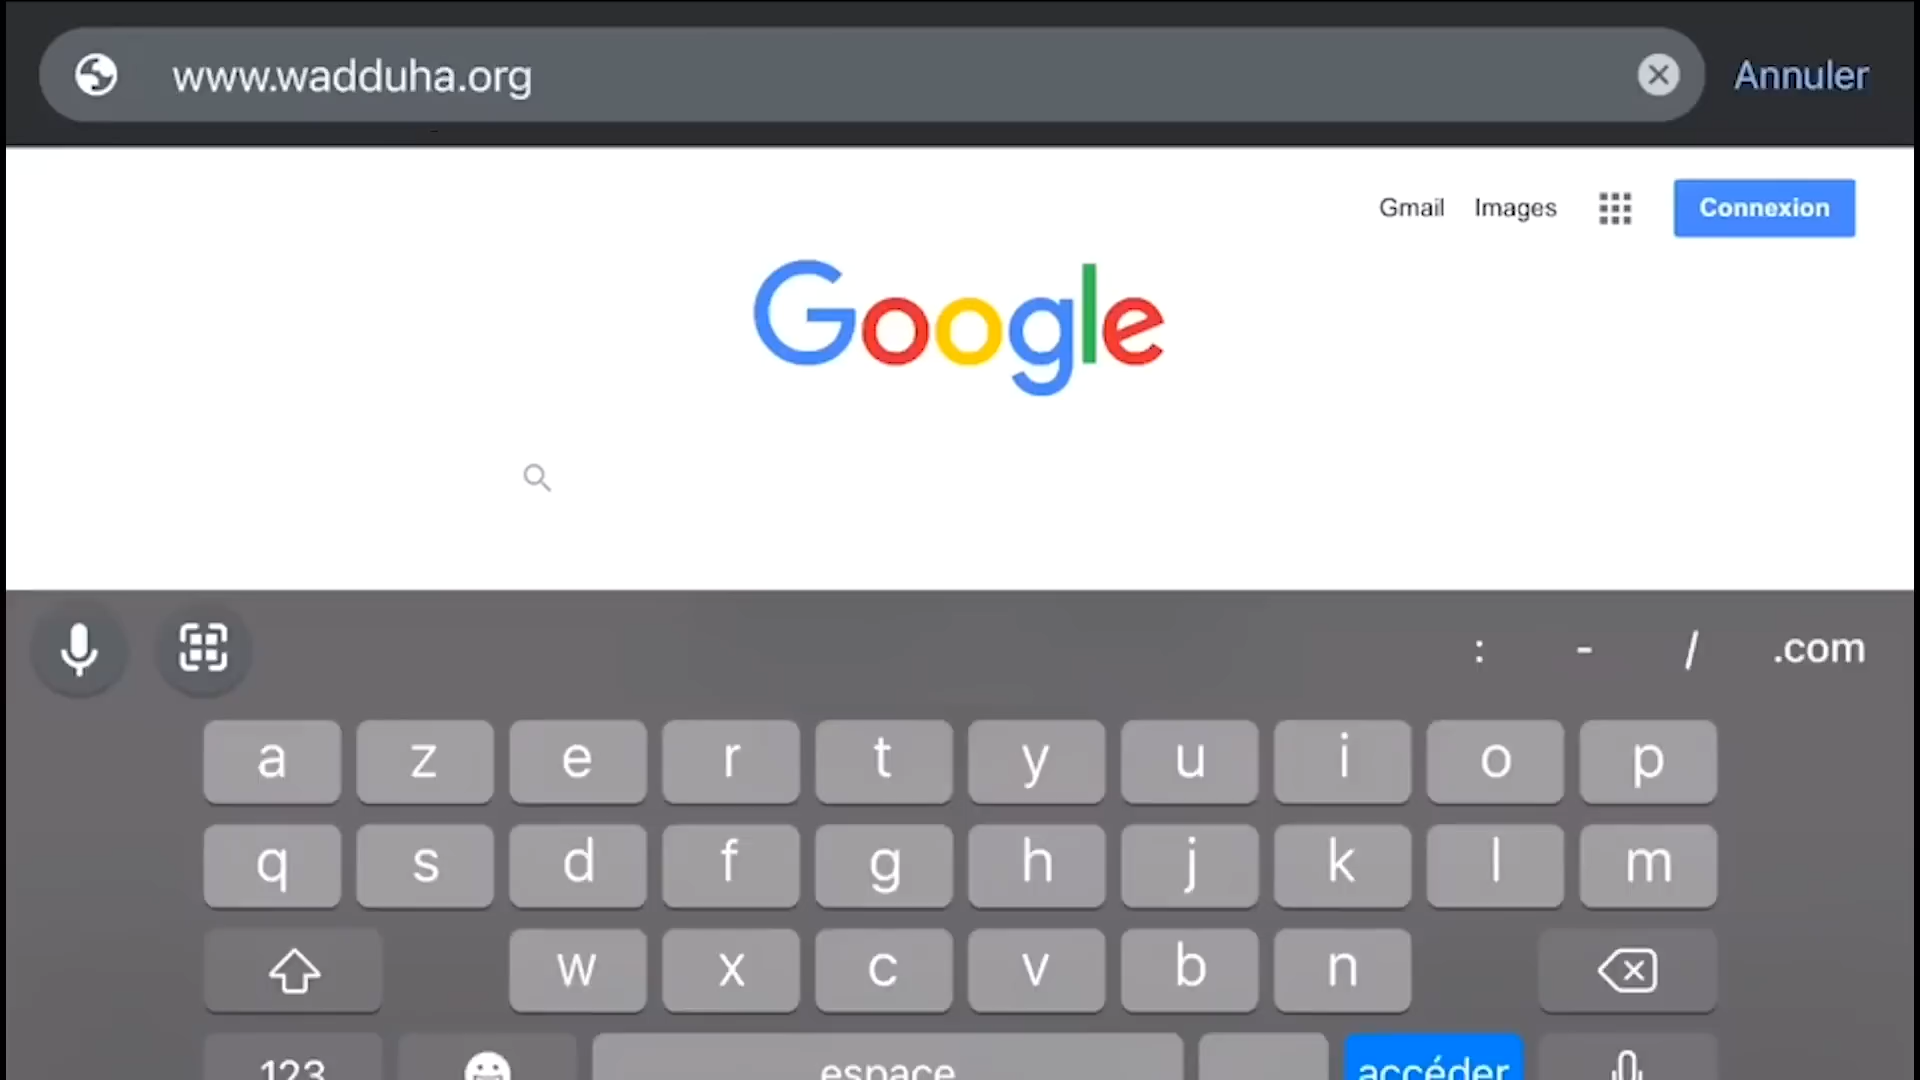 www.wadduha.org Annuler
Gmail Images Connexion
Google
: - / .com
a z e r t y u i o p
q s d f g h j k l m
w x c v b n
123 espace accéder